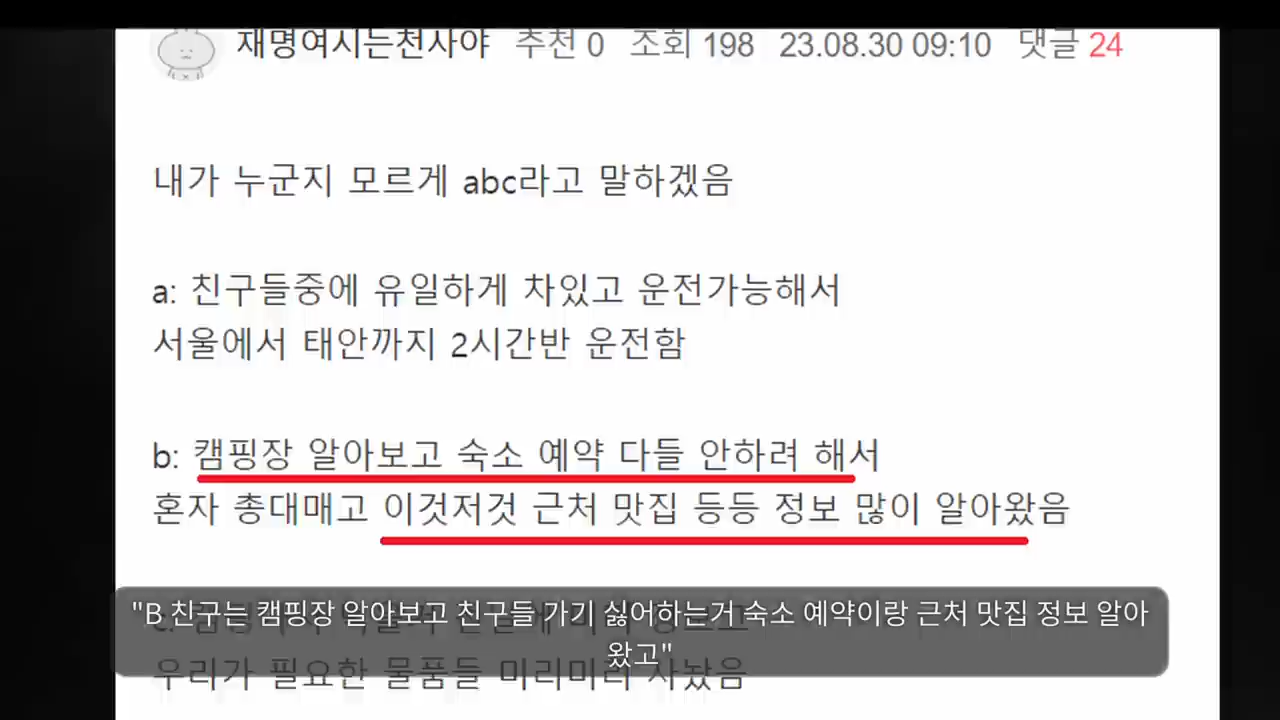 재명여시는천사야 추천 0 조회 198 23.08.30 09:10 댓글 24
내가 누군지 모르게 abc라고 말하겠음
a: 친구들중에 유일하게 차있고 운전가능해서
서울에서 태안까지 2시간반 운전함
b: 캠핑장 알아보고 숙소 예약 다들 안하려 해서
혼자 총대매고 이것저것 근처 맛집 등등 정보 많이 알아왔음
"B 친구는 캠핑장 알아보고 친구들 가기 싫어하는거 숙소 예약이랑 근처 맛집 정보 알아
왔고"
우리가 필요한 물품들 미리미리 사놨음